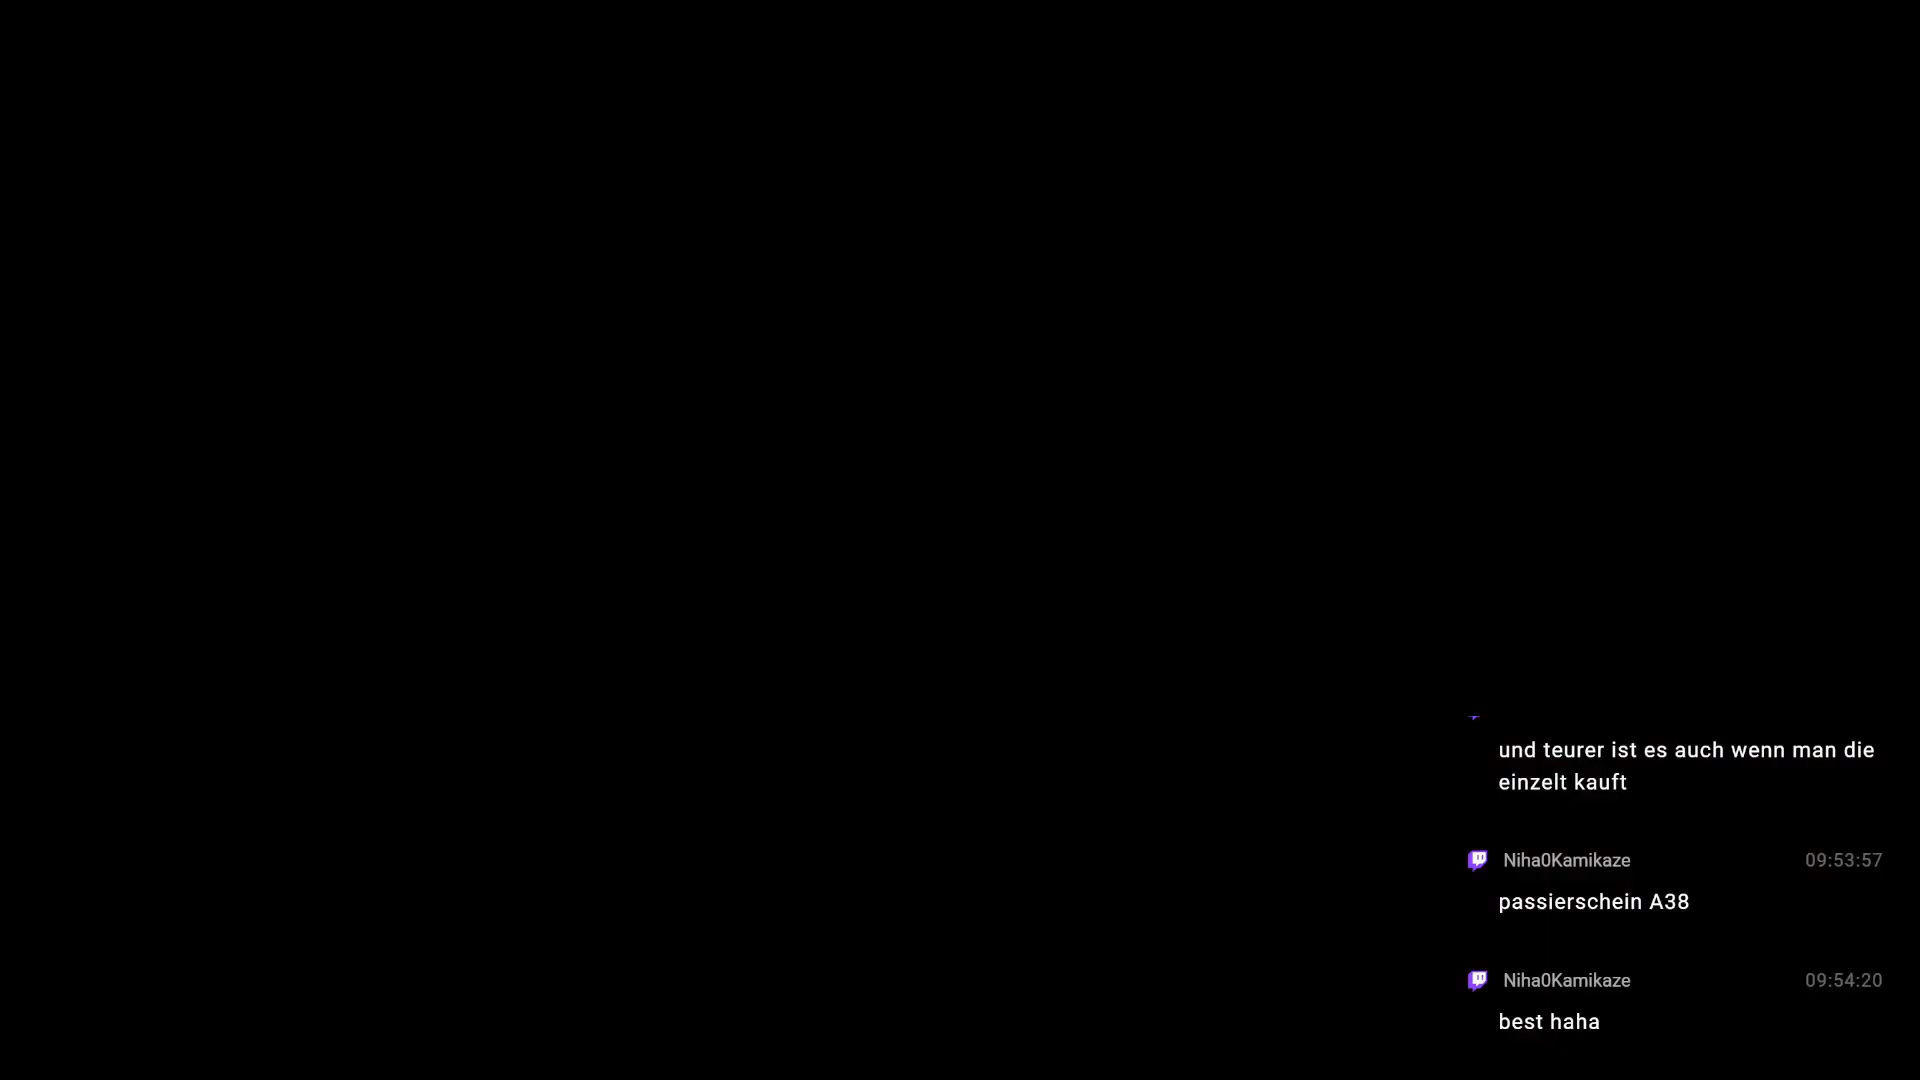 und teurer ist es auch wenn man die
einzelt kauft
Niha0Kamikaze 09:53:57
passierschein A38
Niha0Kamikaze 09:54:20
best haha